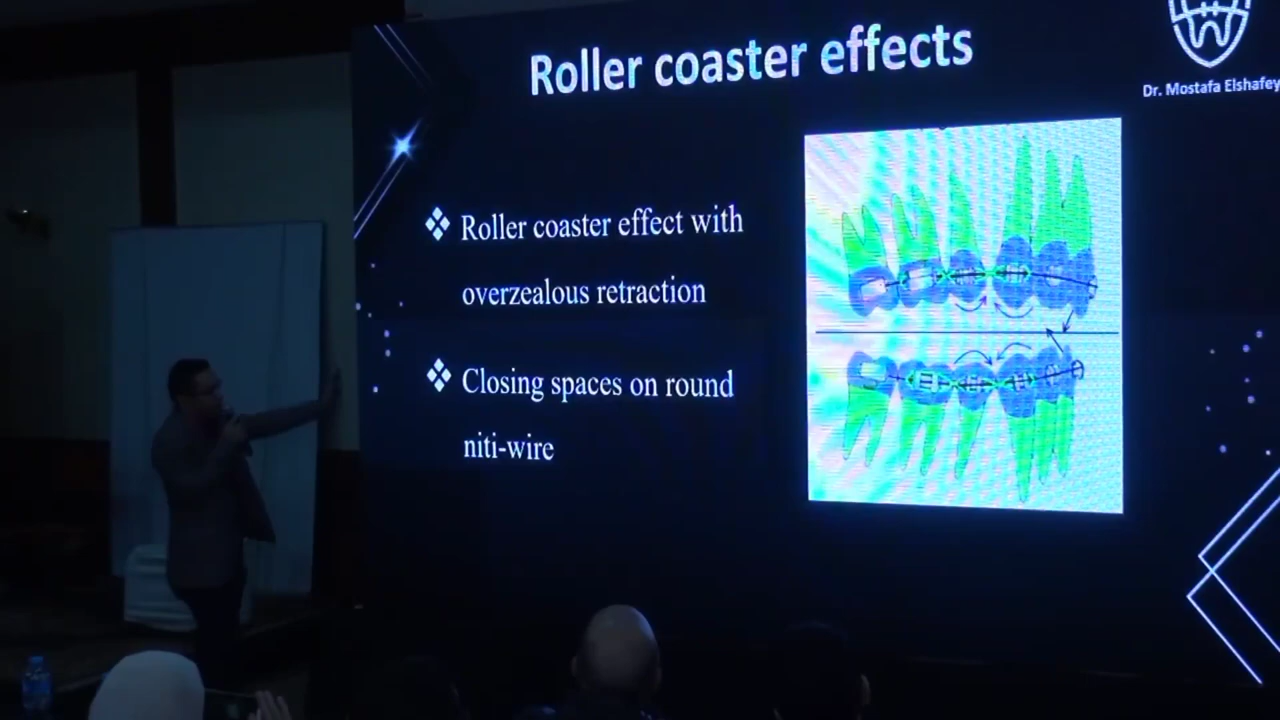 Roller coaster effects
Dr. Mostafa Elshafey
Roller coaster effect with
overzealous retraction
Closing spaces on round
niti-wire